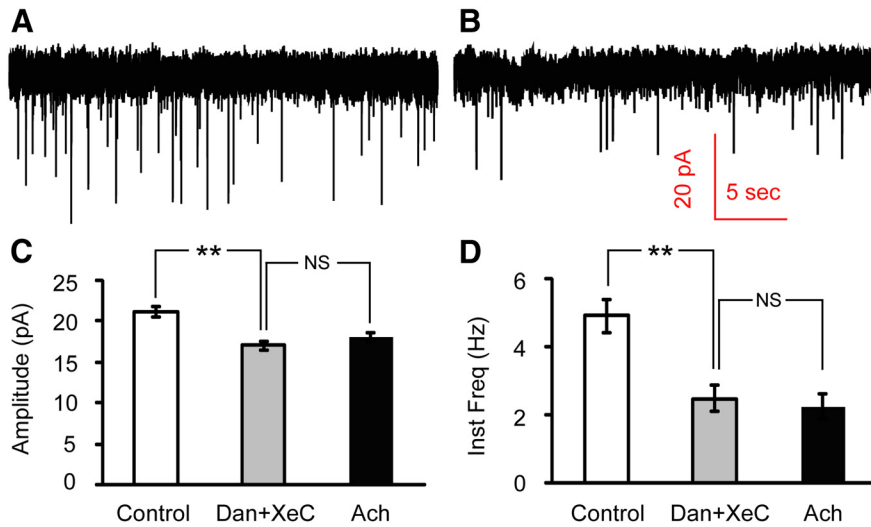 A
B
20 pA
5 sec
C
**
NS
Amplitude (pA)
25
20
15
10
5
0
Control
Dan+XeC
Ach
D
**
NS
Inst Freq (Hz)
6
4
2
0
Control
Dan+XeC
Ach